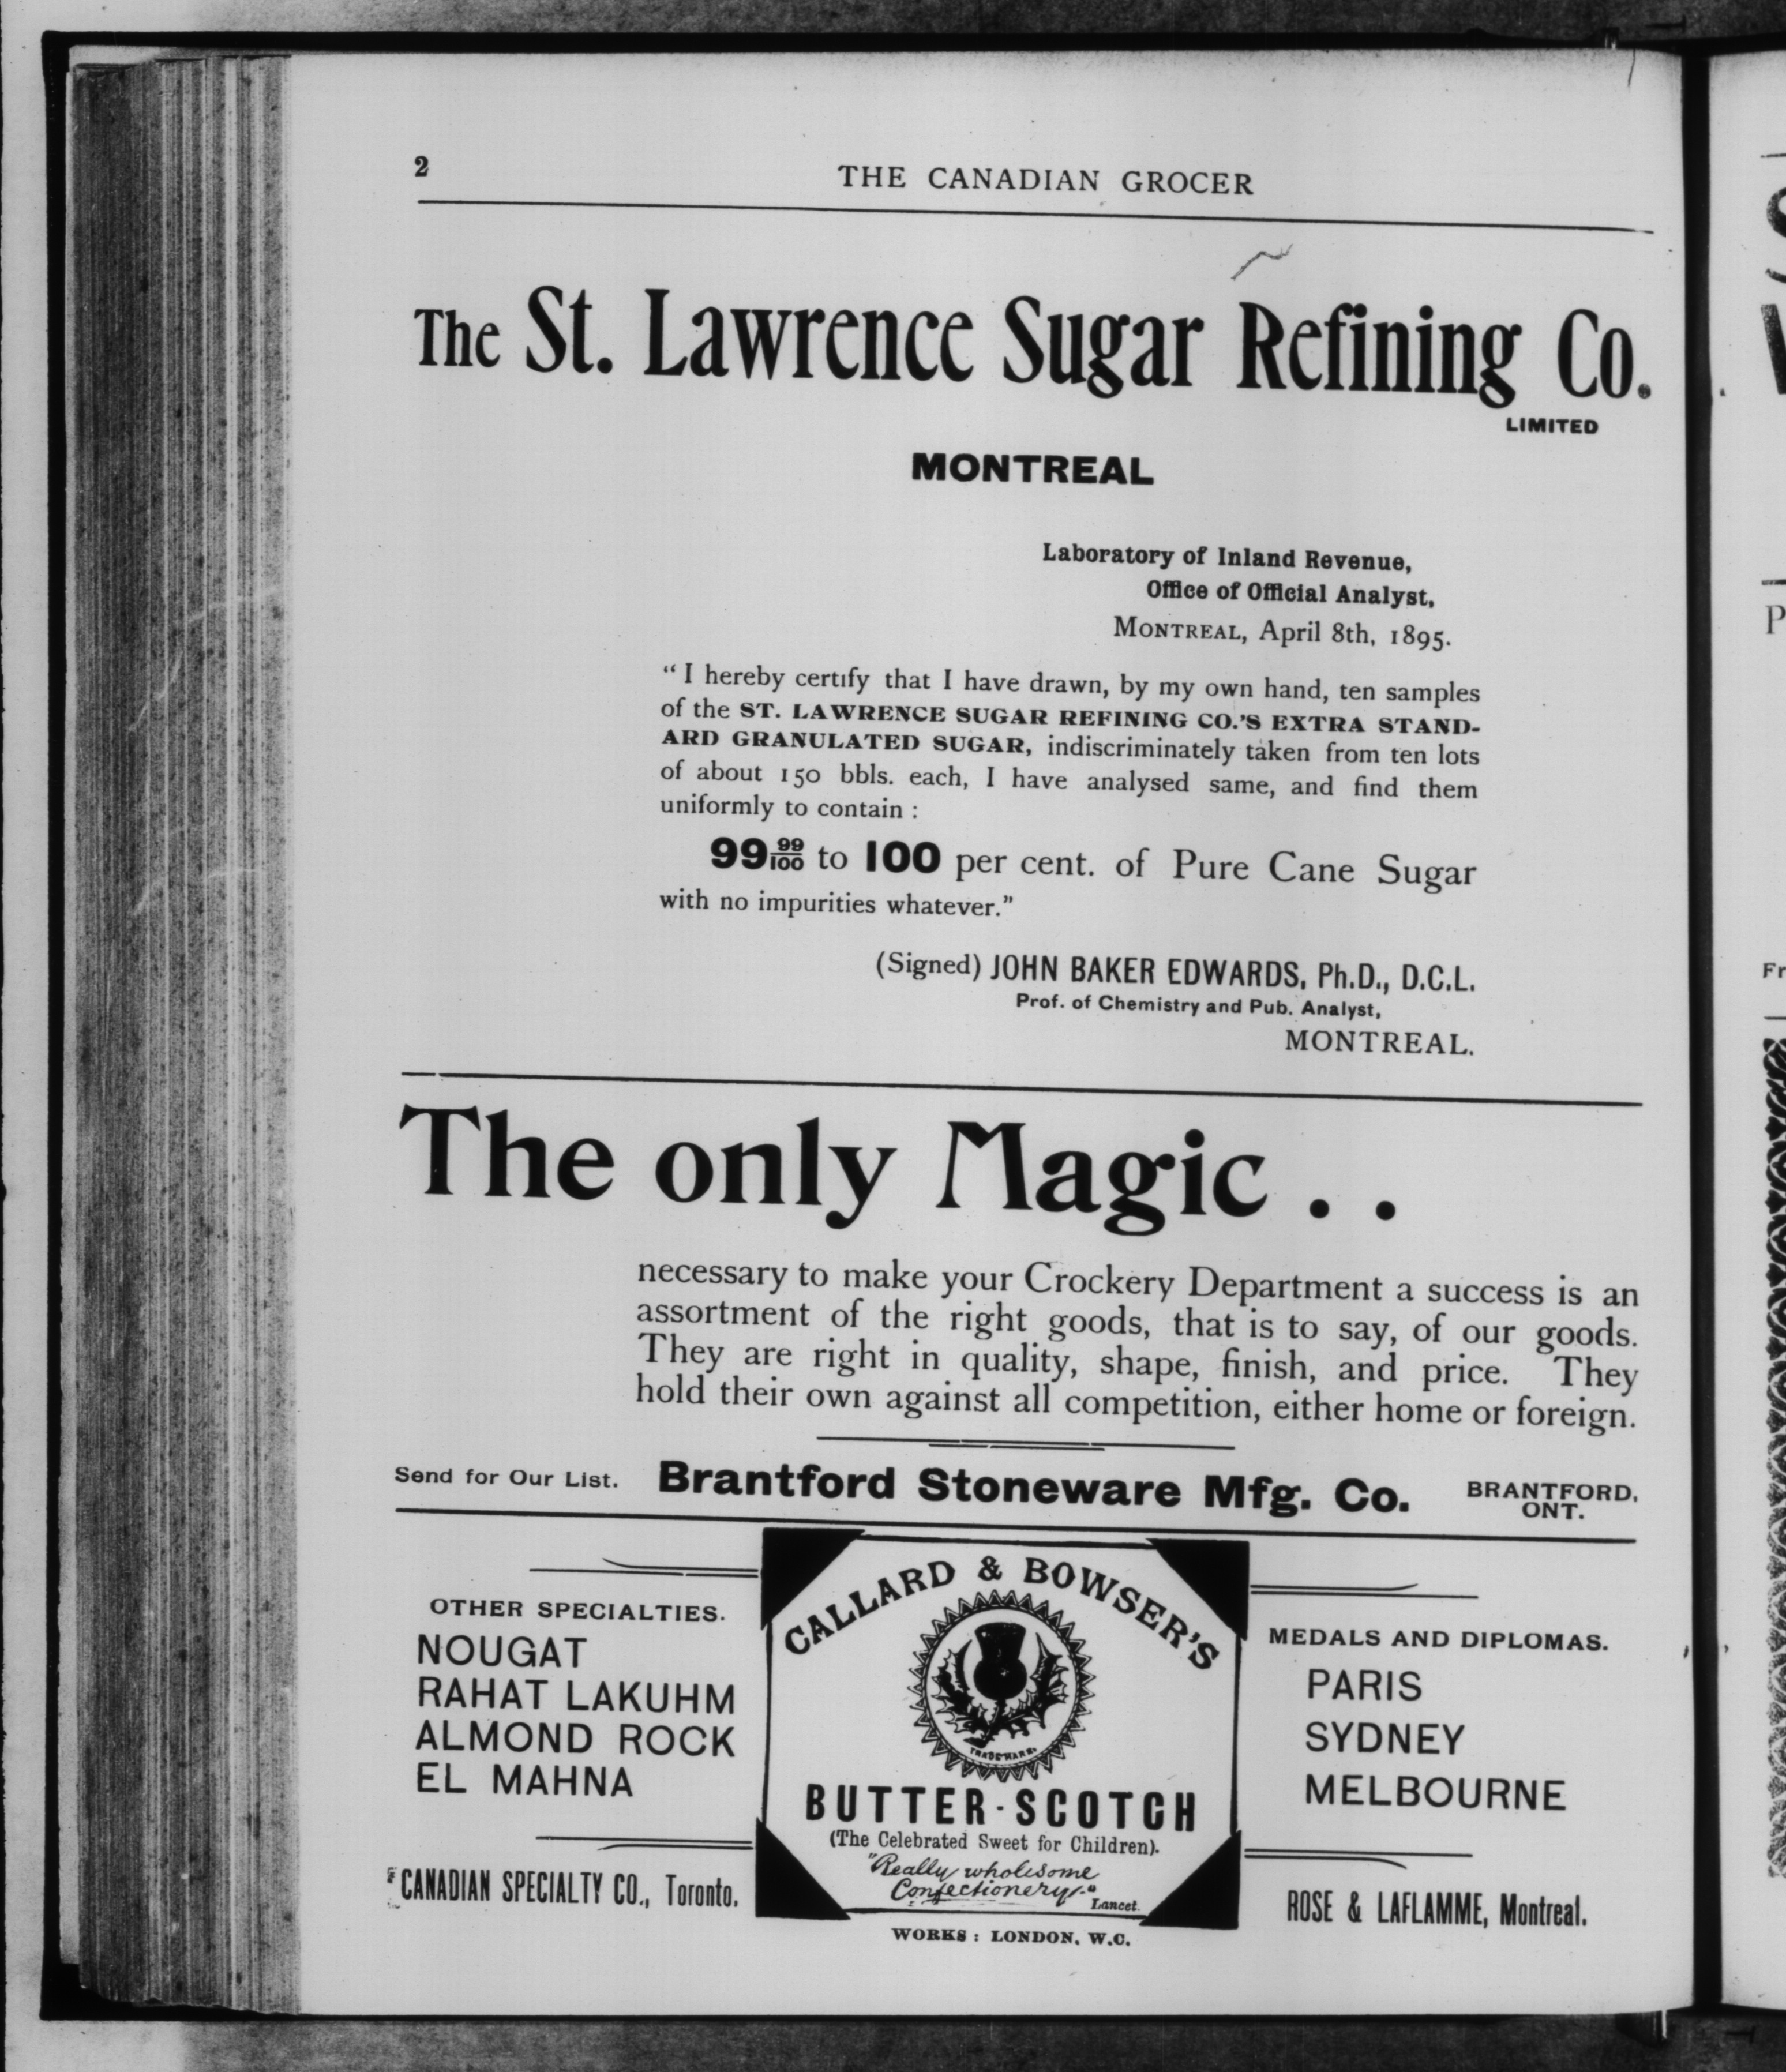 2
THE CANADIAN GROCER
The St. Lawrence Sugar Refining Co.
LIMITED
MONTREAL
Laboratory of Inland Revenue,
Office of Official Analyst,
MONTREAL, April 8th, 1895.
“I hereby certify that I have drawn, by my own hand, ten samples
of the ST. LAWRENCE SUGAR REFINING CO.'S EXTRA STAND-
ARD GRANULATED SUGAR, indiscriminately taken from ten lots
of about 150 bbls. each, I have analysed same, and find them
uniformly to contain :
99 99/100 to 100 per cent. of Pure Cane Sugar
with no impurities whatever.”
(Signed) JOHN BAKER EDWARDS, Ph.D., D.C.L.
Prof. of Chemistry and Pub. Analyst,
MONTREAL.
The only Magic . .
necessary to make your Crockery Department a success is an
assortment of the right goods, that is to say, of our goods.
They are right in quality, shape, finish, and price. They
hold their own against all competition, either home or foreign.
Send for Our List. Brantford Stoneware Mfg. Co. BRANTFORD,
ONT.
OTHER SPECIALTIES.
NOUGAT
RAHAT LAKUHM
ALMOND ROCK
EL MAHNA
CANADIAN SPECIALTY CO., Toronto.
CALLARD & BOWSER'S
TRADE MARK.
BUTTER-SCOTCH
(The Celebrated Sweet for Children).
"Really wholesome
Confectionery."
Lancet.
WORKS : LONDON, W.C.
MEDALS AND DIPLOMAS.
PARIS
SYDNEY
MELBOURNE
ROSE & LAFLAMME, Montreal.